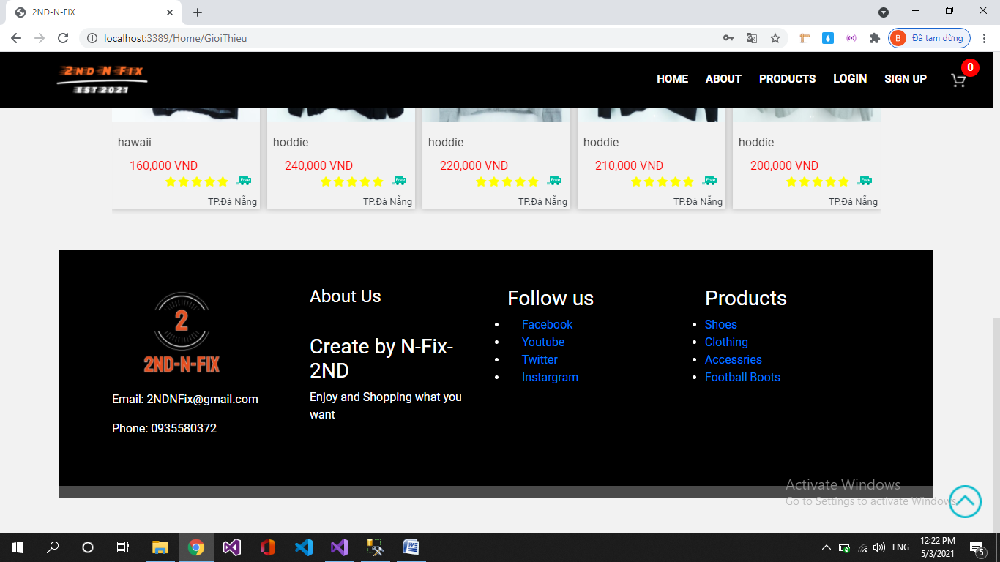 2ND-N-FIX
localhost:3389/Home/GioiThieu
B Đã tạm dừng
2ND N FIX
EST 2021
HOME ABOUT PRODUCTS LOGIN SIGN UP 0
hawaii hoddie hoddie hoddie hoddie
160,000 VNĐ 240,000 VNĐ 220,000 VNĐ 210,000 VNĐ 200,000 VNĐ
Free Free Free Free Free
TP.Đà Nẵng TP.Đà Nẵng TP.Đà Nẵng TP.Đà Nẵng TP.Đà Nẵng
2
2ND-N-FIX
Email: 2NDNFix@gmail.com
Phone: 0935580372
About Us
Create by N-Fix-
2ND
Enjoy and Shopping what you
want
Follow us
Facebook
Youtube
Twitter
Instargram
Products
Shoes
Clothing
Accessries
Football Boots
Activate Windows
Go to Settings to activate Windows.
ENG
12:22 PM
5/3/2021
5